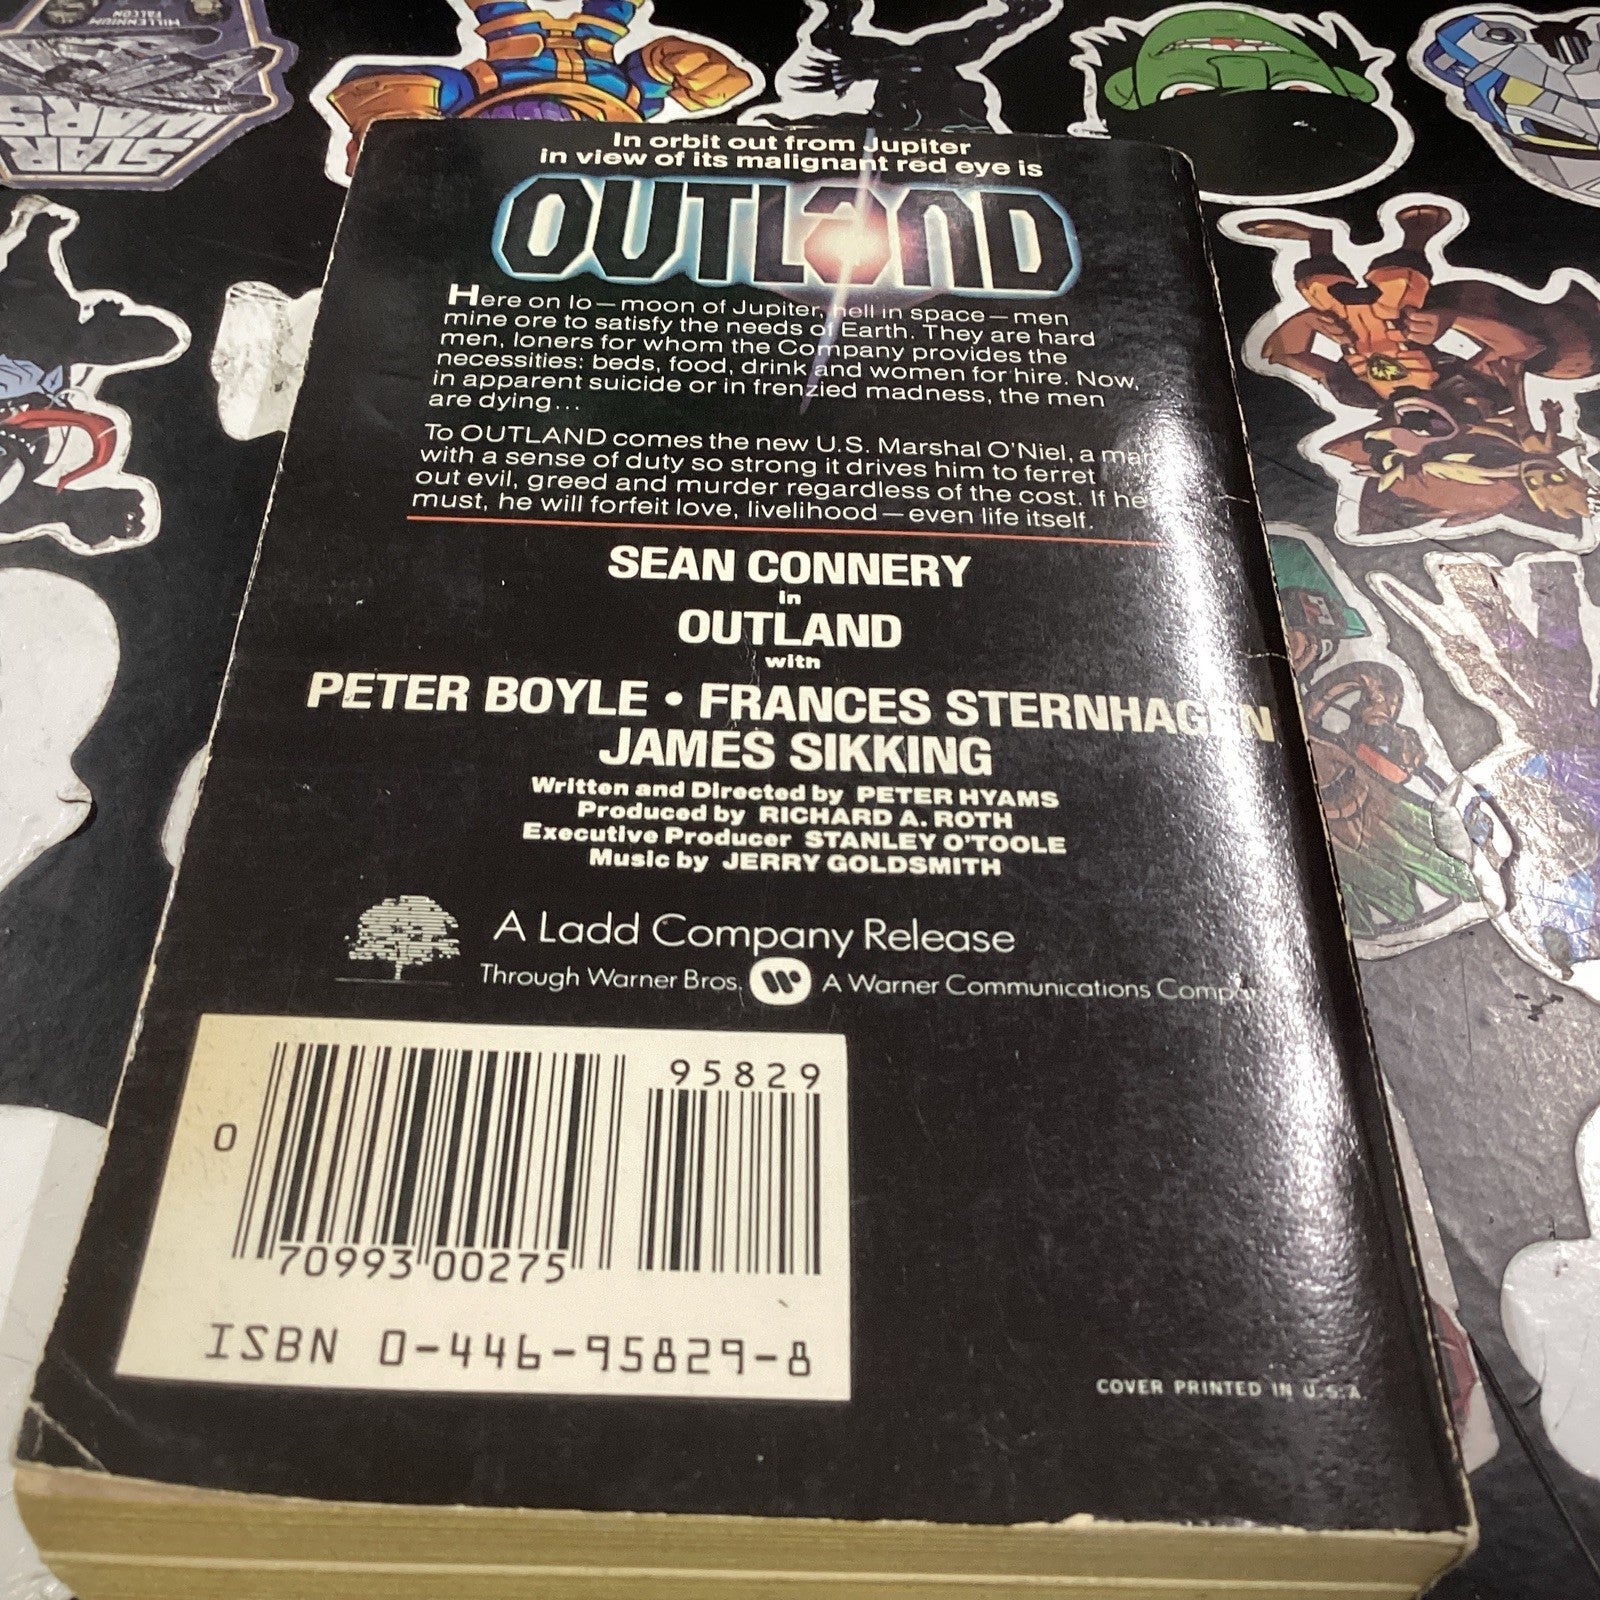 MILLENNIUM
FALCON
STAR
WARS
In orbit out from Jupiter
in view of its malignant red eye is
OUTLAND
Here on Io—moon of Jupiter, hell in space—men
mine ore to satisfy the needs of Earth. They are hard
men, loners for whom the Company provides the
necessities: beds, food, drink and women for hire. Now,
in apparent suicide or in frenzied madness, the men
are dying...
To OUTLAND comes the new U.S. Marshal O'Niel, a man
with a sense of duty so strong it drives him to ferret
out evil, greed and murder regardless of the cost. If he
must, he will forfeit love, livelihood—even life itself.
SEAN CONNERY
in
OUTLAND
with
PETER BOYLE • FRANCES STERNHAGEN
JAMES SIKKING
Written and Directed by PETER HYAMS
Produced by RICHARD A. ROTH
Executive Producer STANLEY O'TOOLE
Music by JERRY GOLDSMITH
A Ladd Company Release
Through Warner Bros. W A Warner Communications Company
95829
0 70993 00275
ISBN 0-446-95829-8
COVER PRINTED IN U.S.A.